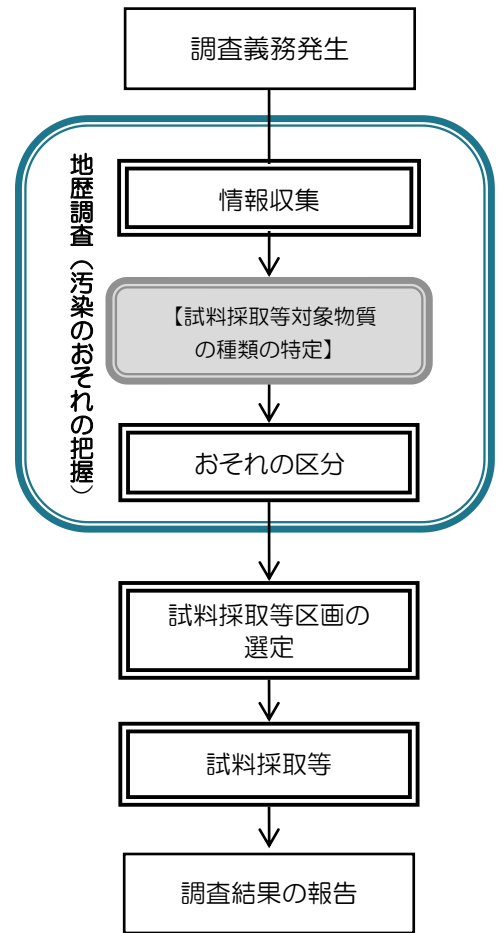 調査義務発生
地歴調査（汚染のおそれの把握）
情報収集
【試料採取等対象物質
の種類の特定】
おそれの区分
試料採取等区画の
選定
試料採取等
調査結果の報告